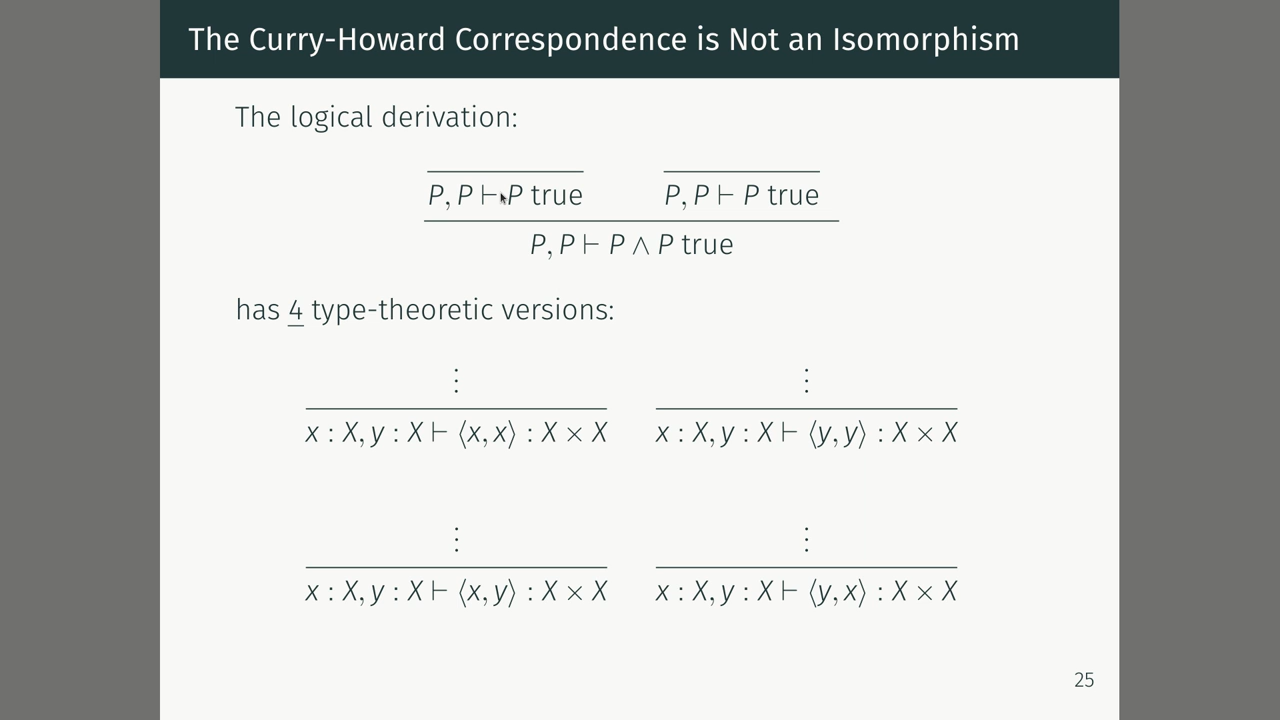 The Curry-Howard Correspondence is Not an Isomorphism
The logical derivation:
P, P ⊢ P true P, P ⊢ P true
P, P ⊢ P ∧ P true
has 4 type-theoretic versions:
⋮ ⋮
x : X, y : X ⊢ ⟨x, x⟩ : X × X x : X, y : X ⊢ ⟨y, y⟩ : X × X
⋮ ⋮
x : X, y : X ⊢ ⟨x, y⟩ : X × X x : X, y : X ⊢ ⟨y, x⟩ : X × X
25